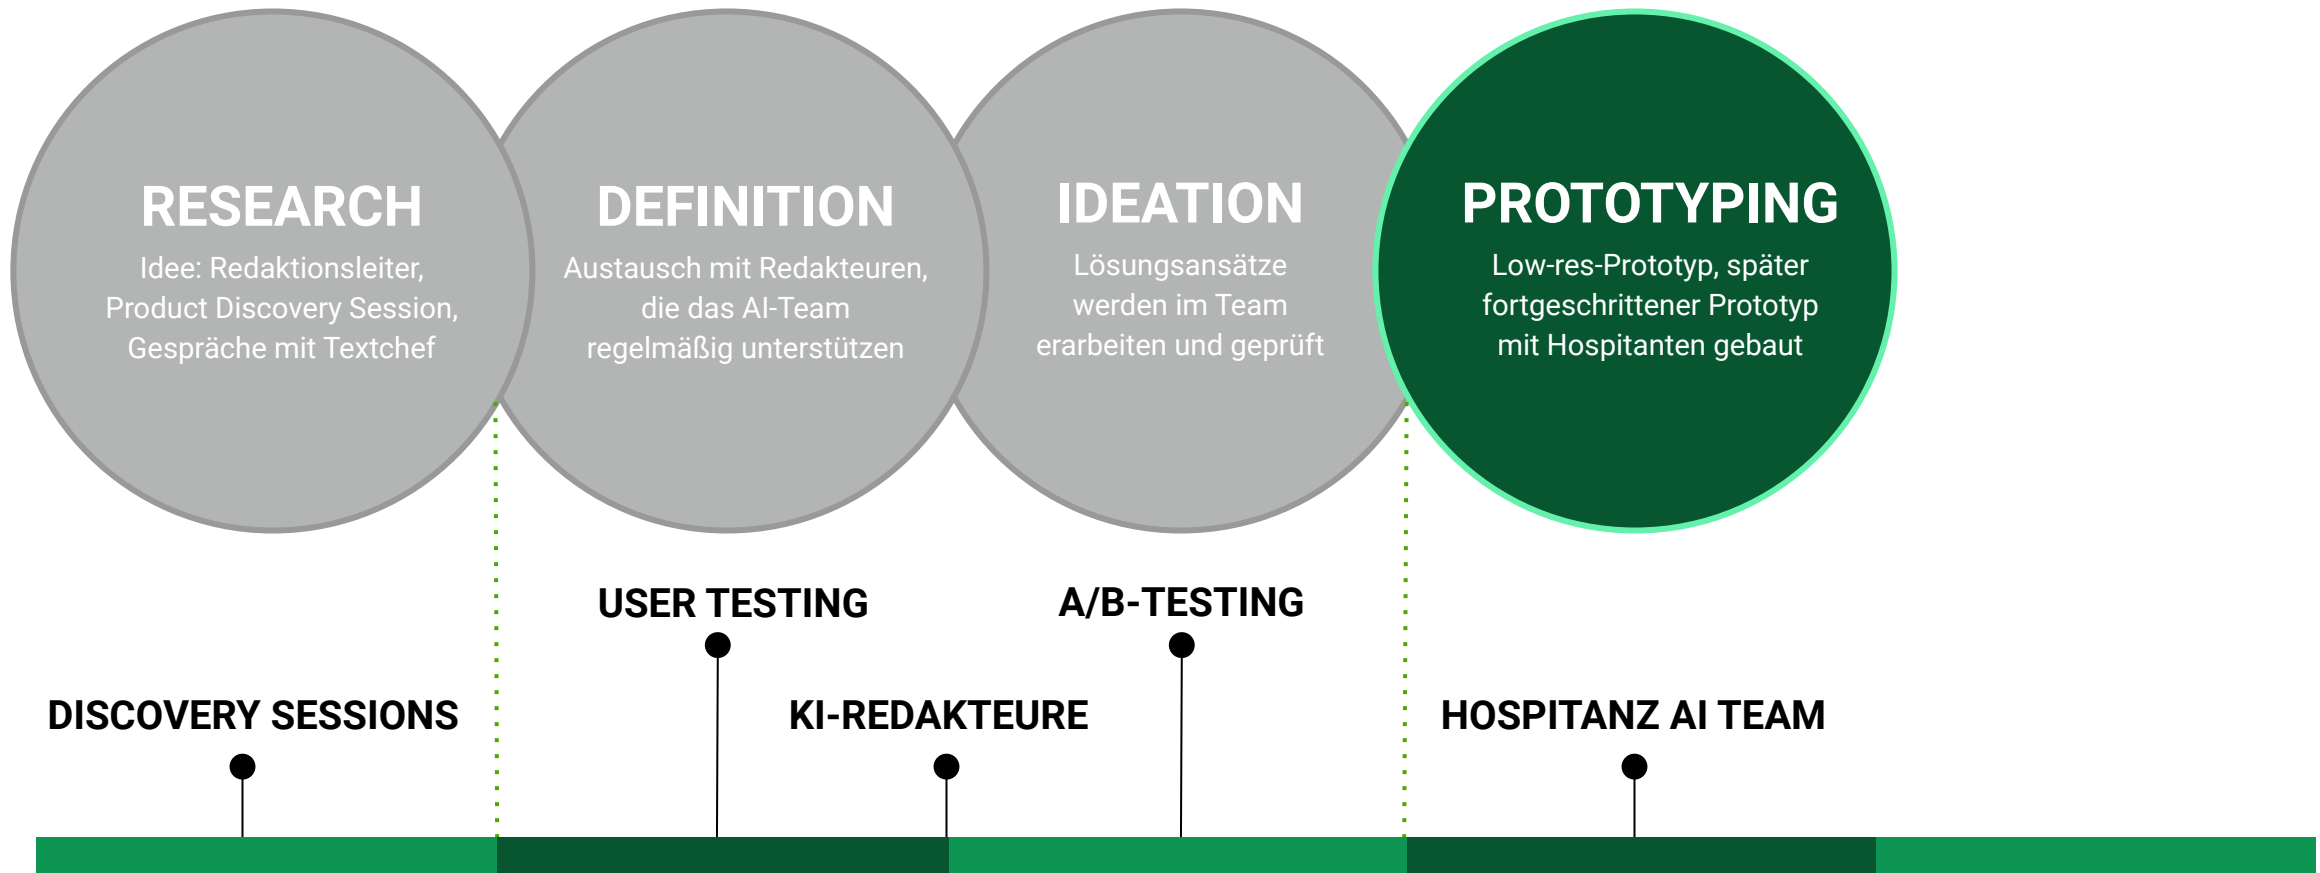 RESEARCH
Idee: Redaktionsleiter,
Product Discovery Session,
Gespräche mit Textchef
DEFINITION
Austausch mit Redakteuren,
die das AI-Team
regelmäßig unterstützen
IDEATION
Lösungsansätze
werden im Team
erarbeiten und geprüft
PROTOTYPING
Low-res-Prototyp, später
fortgeschrittener Prototyp
mit Hospitanten gebaut
USER TESTING
A/B-TESTING
DISCOVERY SESSIONS
KI-REDAKTEURE
HOSPITANZ AI TEAM